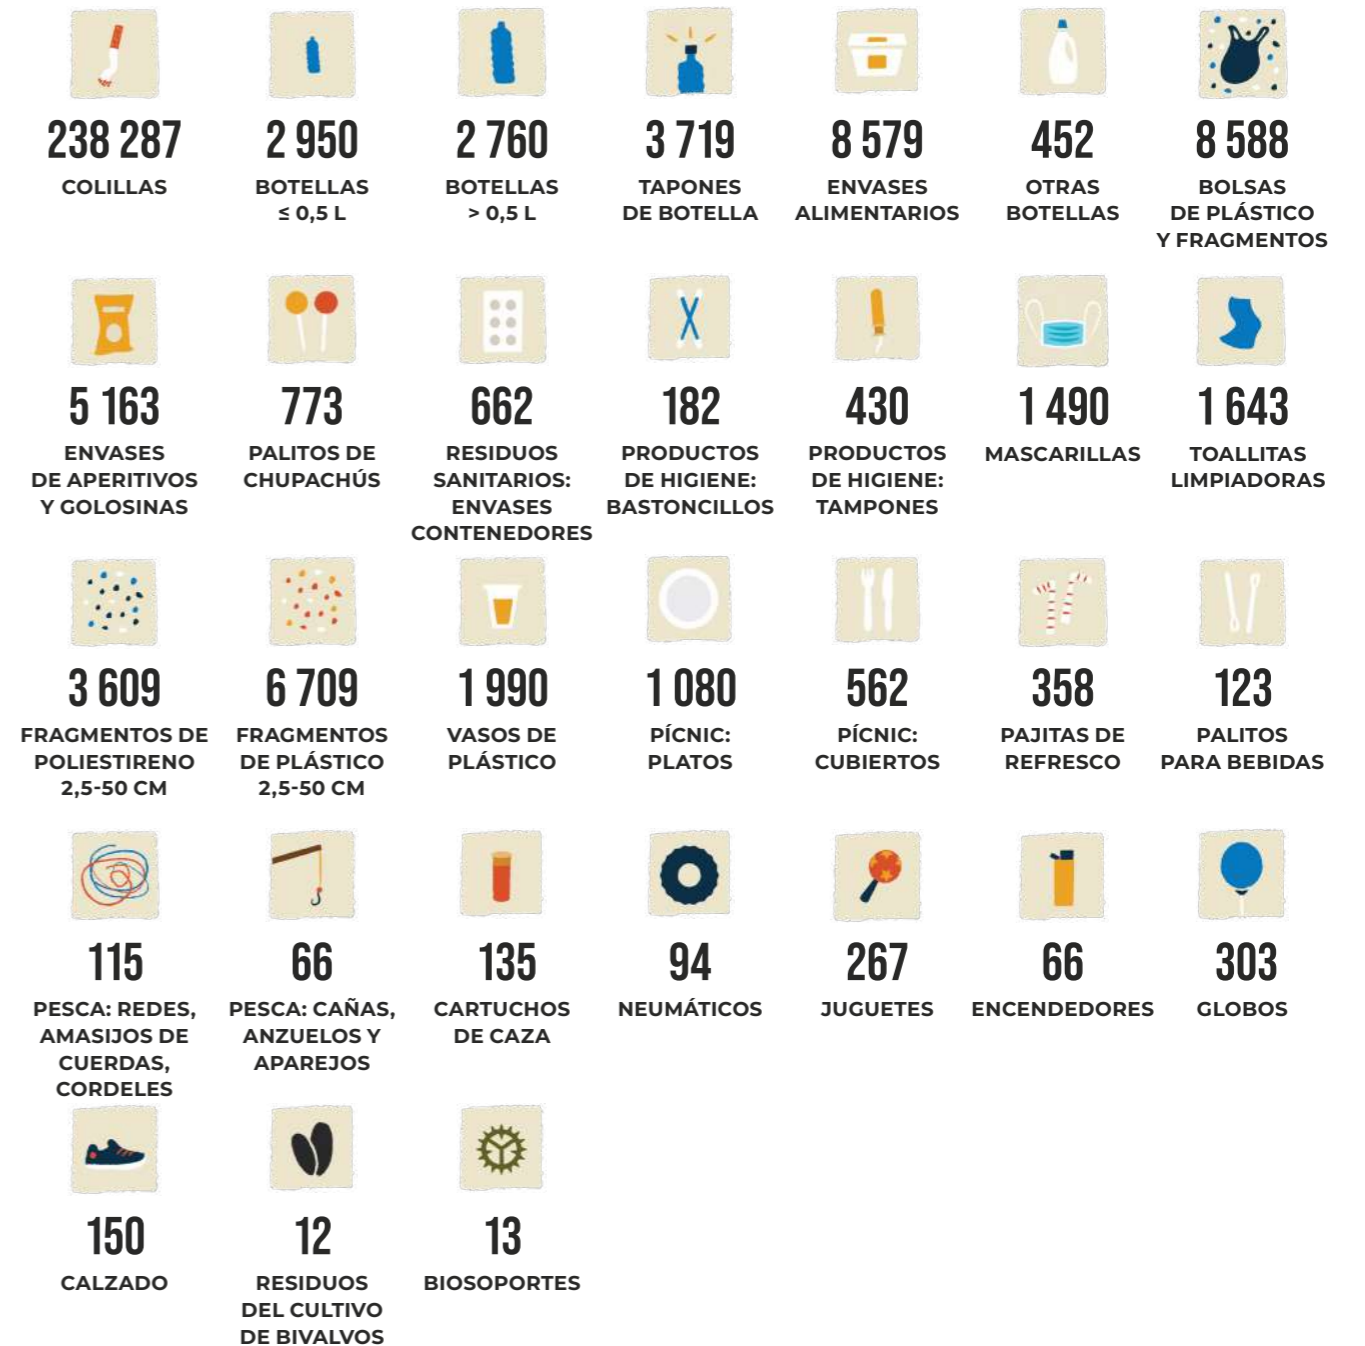 238 287
COLILLAS
2 950
BOTELLAS
≤ 0,5 L
2 760
BOTELLAS
> 0,5 L
3 719
TAPONES
DE BOTELLA
8 579
ENVASES
ALIMENTARIOS
452
OTRAS
BOTELLAS
8 588
BOLSAS
DE PLÁSTICO
Y FRAGMENTOS
5 163
ENVASES
DE APERITIVOS
Y GOLOSINAS
773
PALITOS DE
CHUPACHÚS
662
RESIDUOS
SANITARIOS:
ENVASES
CONTENEDORES
182
PRODUCTOS
DE HIGIENE:
BASTONCILLOS
430
PRODUCTOS
DE HIGIENE:
TAMPONES
1 490
MASCARILLAS
1 643
TOALLITAS
LIMPIADORAS
3 609
FRAGMENTOS DE
POLIESTIRENO
2,5-50 CM
6 709
FRAGMENTOS
DE PLÁSTICO
2,5-50 CM
1 990
VASOS DE
PLÁSTICO
1 080
PÍCNIC:
PLATOS
562
PÍCNIC:
CUBIERTOS
358
PAJITAS DE
REFRESCO
123
PALITOS
PARA BEBIDAS
115
PESCA: REDES,
AMASIJOS DE
CUERDAS,
CORDELES
66
PESCA: CAÑAS,
ANZUELOS Y
APAREJOS
135
CARTUCHOS
DE CAZA
94
NEUMÁTICOS
267
JUGUETES
66
ENCENDEDORES
303
GLOBOS
150
CALZADO
12
RESIDUOS
DEL CULTIVO
DE BIVALVOS
13
BIOSOPORTES